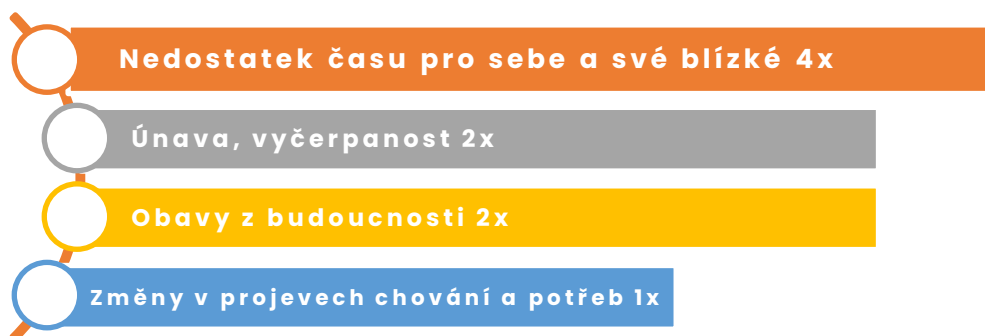 Nedostatek času pro sebe a své blízké 4x
Únava, vyčerpanost 2x
Obavy z budoucnosti 2x
Změny v projevech chování a potřeb 1x